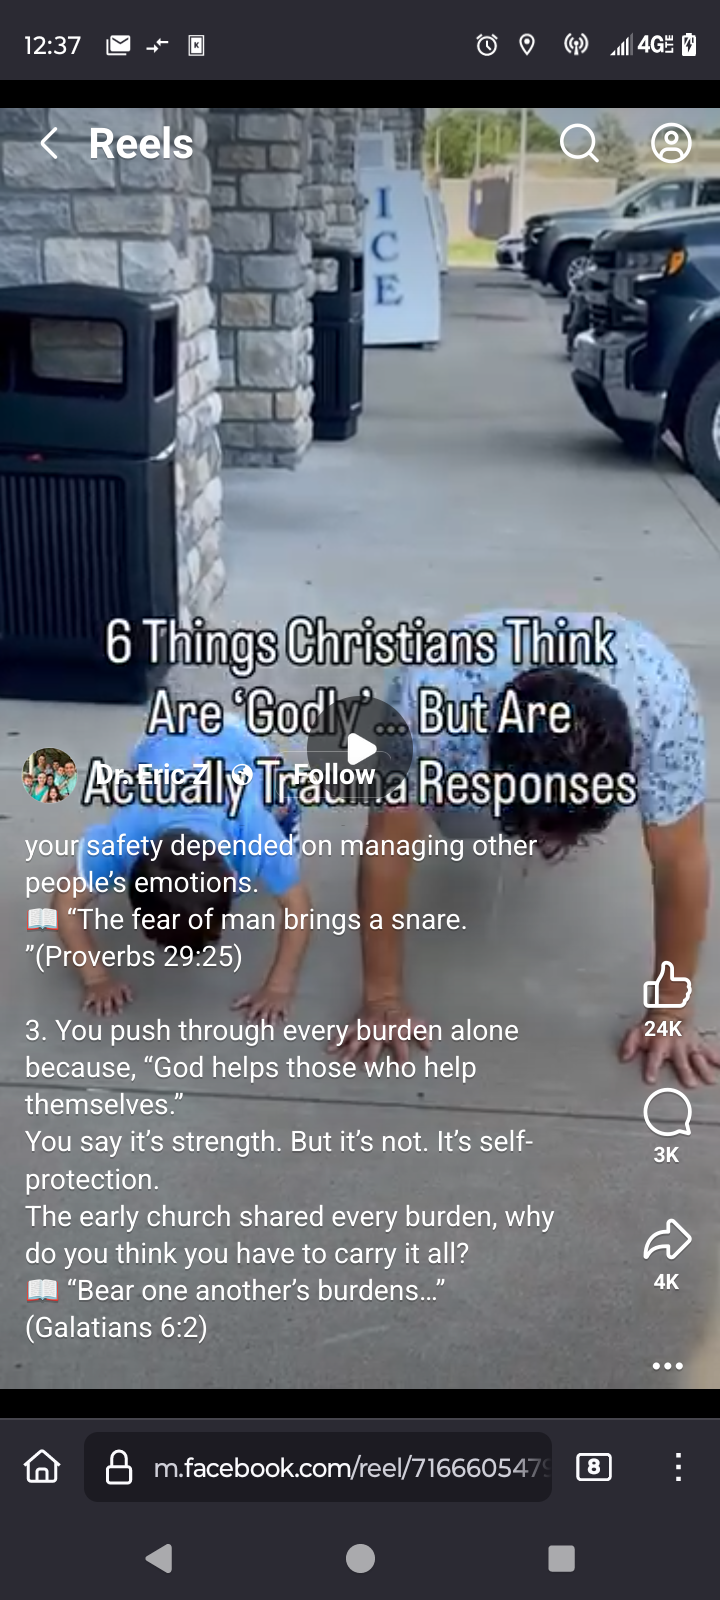 12:37
4G LTE
Reels
ICE
6 Things Christians Think
Are ‘Godly’... But Are
Actually Trauma Responses
Dr. Eric Z
Follow
your safety depended on managing other
people’s emotions.
📖 “The fear of man brings a snare.
”(Proverbs 29:25)
3. You push through every burden alone
because, “God helps those who help
themselves.”
You say it’s strength. But it’s not. It’s self-
protection.
The early church shared every burden, why
do you think you have to carry it all?
📖 “Bear one another’s burdens…”
(Galatians 6:2)
24K
3K
4K
m.facebook.com/reel/716660547
8